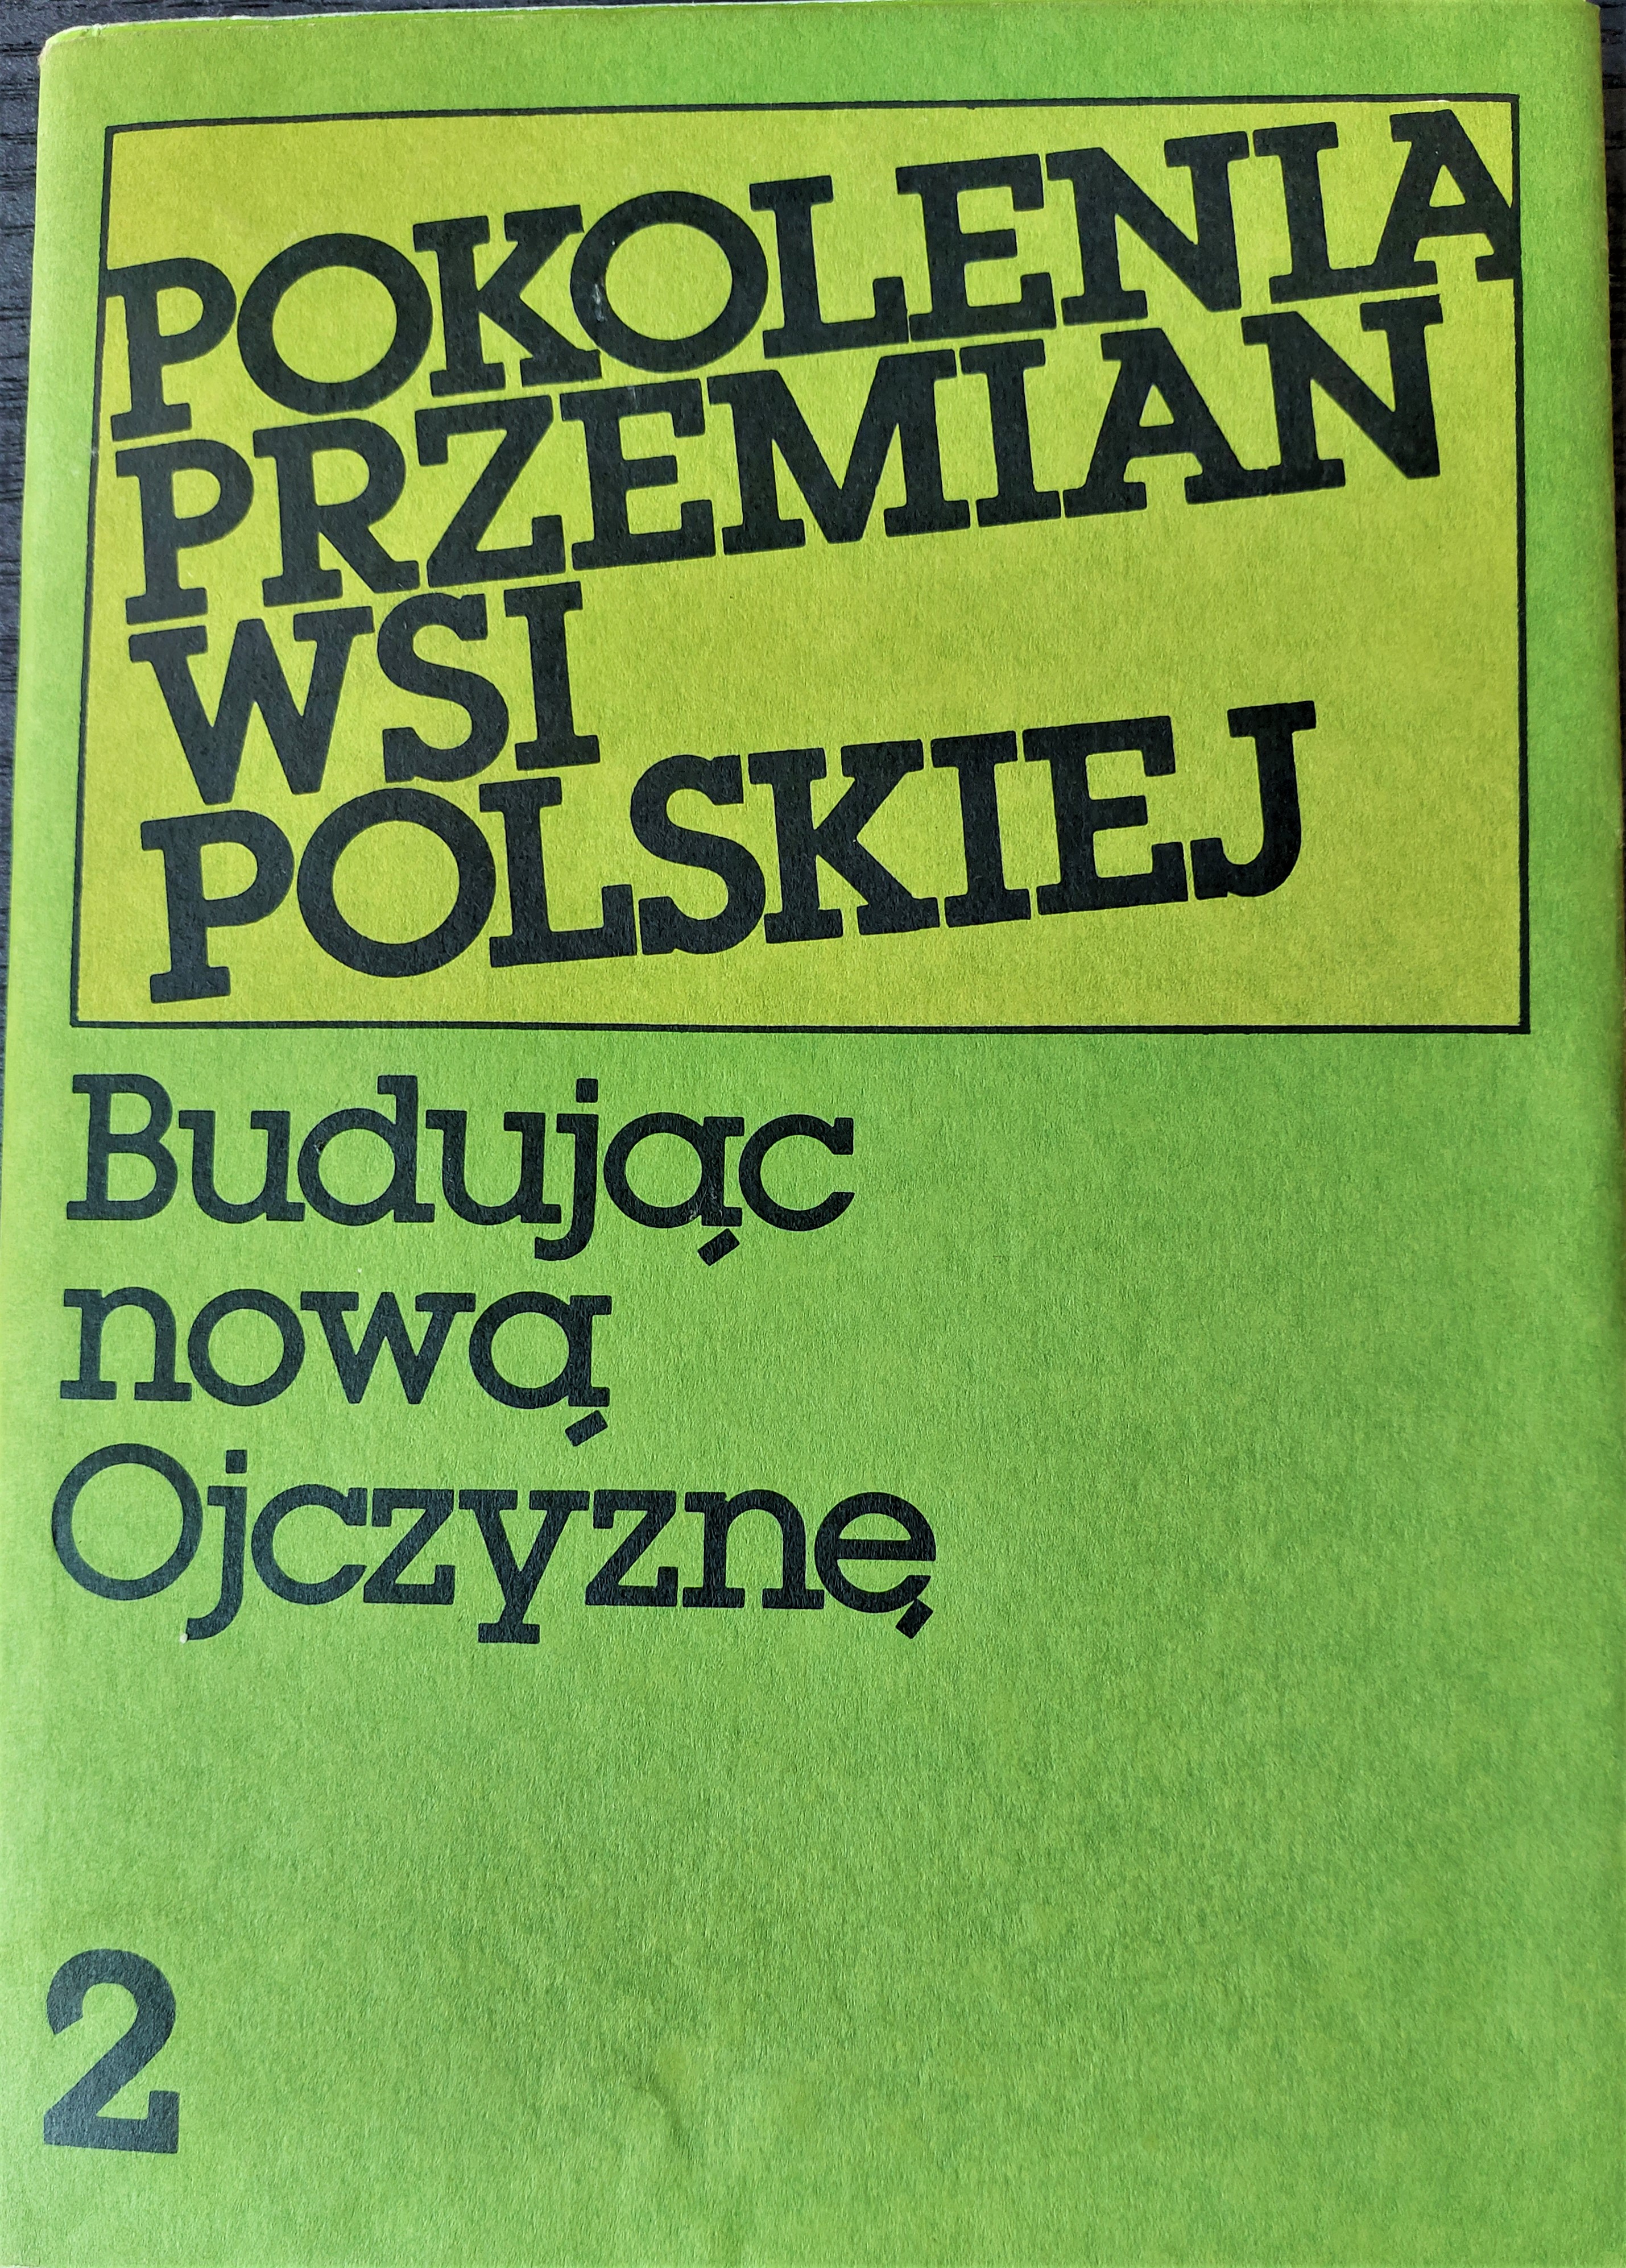 POKOLENIA
PRZEMIAN
WSI
POLSKIEJ
Budując
nową
Ojczyznę
2